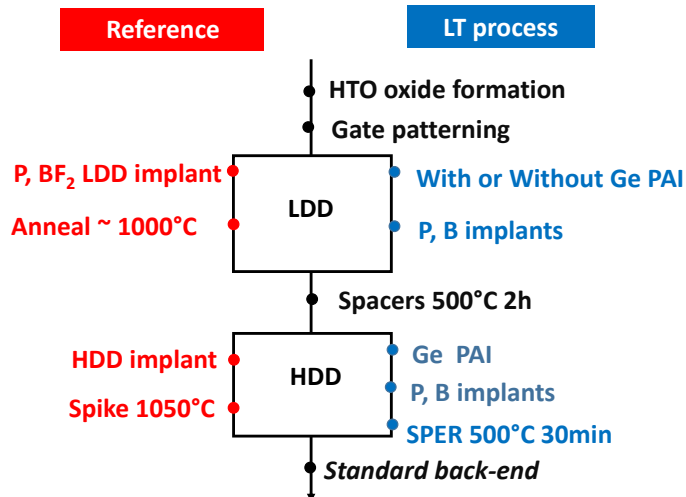 Reference
LT process
HTO oxide formation
Gate patterning
P, BF₂ LDD implant
Anneal ~ 1000°C
LDD
With or Without Ge PAI
P, B implants
Spacers 500°C 2h
HDD implant
Spike 1050°C
HDD
Ge PAI
P, B implants
SPER 500°C 30min
Standard back-end